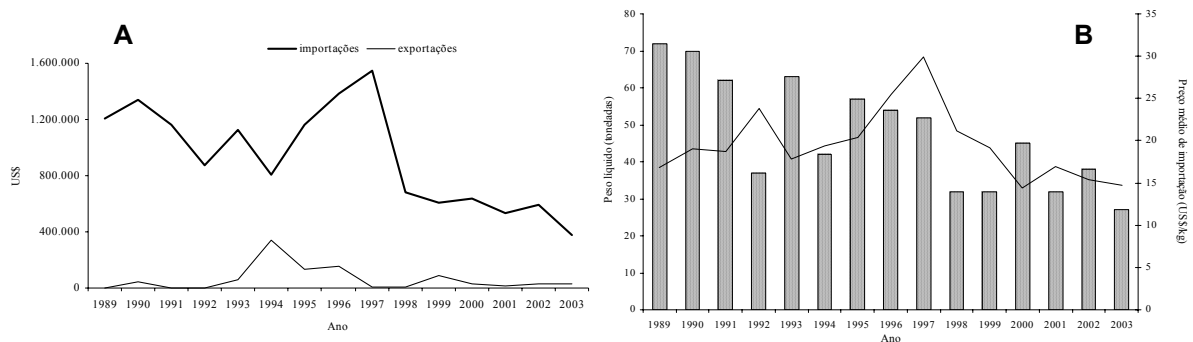 A
importações exportações
1.600.000
1.200.000
800.000
400.000
0
US$
1989 1990 1991 1992 1993 1994 1995 1996 1997 1998 1999 2000 2001 2002 2003
Ano
B
80
70
60
50
40
30
20
10
0
Peso líquido (toneladas)
35
30
25
20
15
10
5
0
Preço médio de importação (US$/kg)
1989 1990 1991 1992 1993 1994 1995 1996 1997 1998 1999 2000 2001 2002 2003
Ano